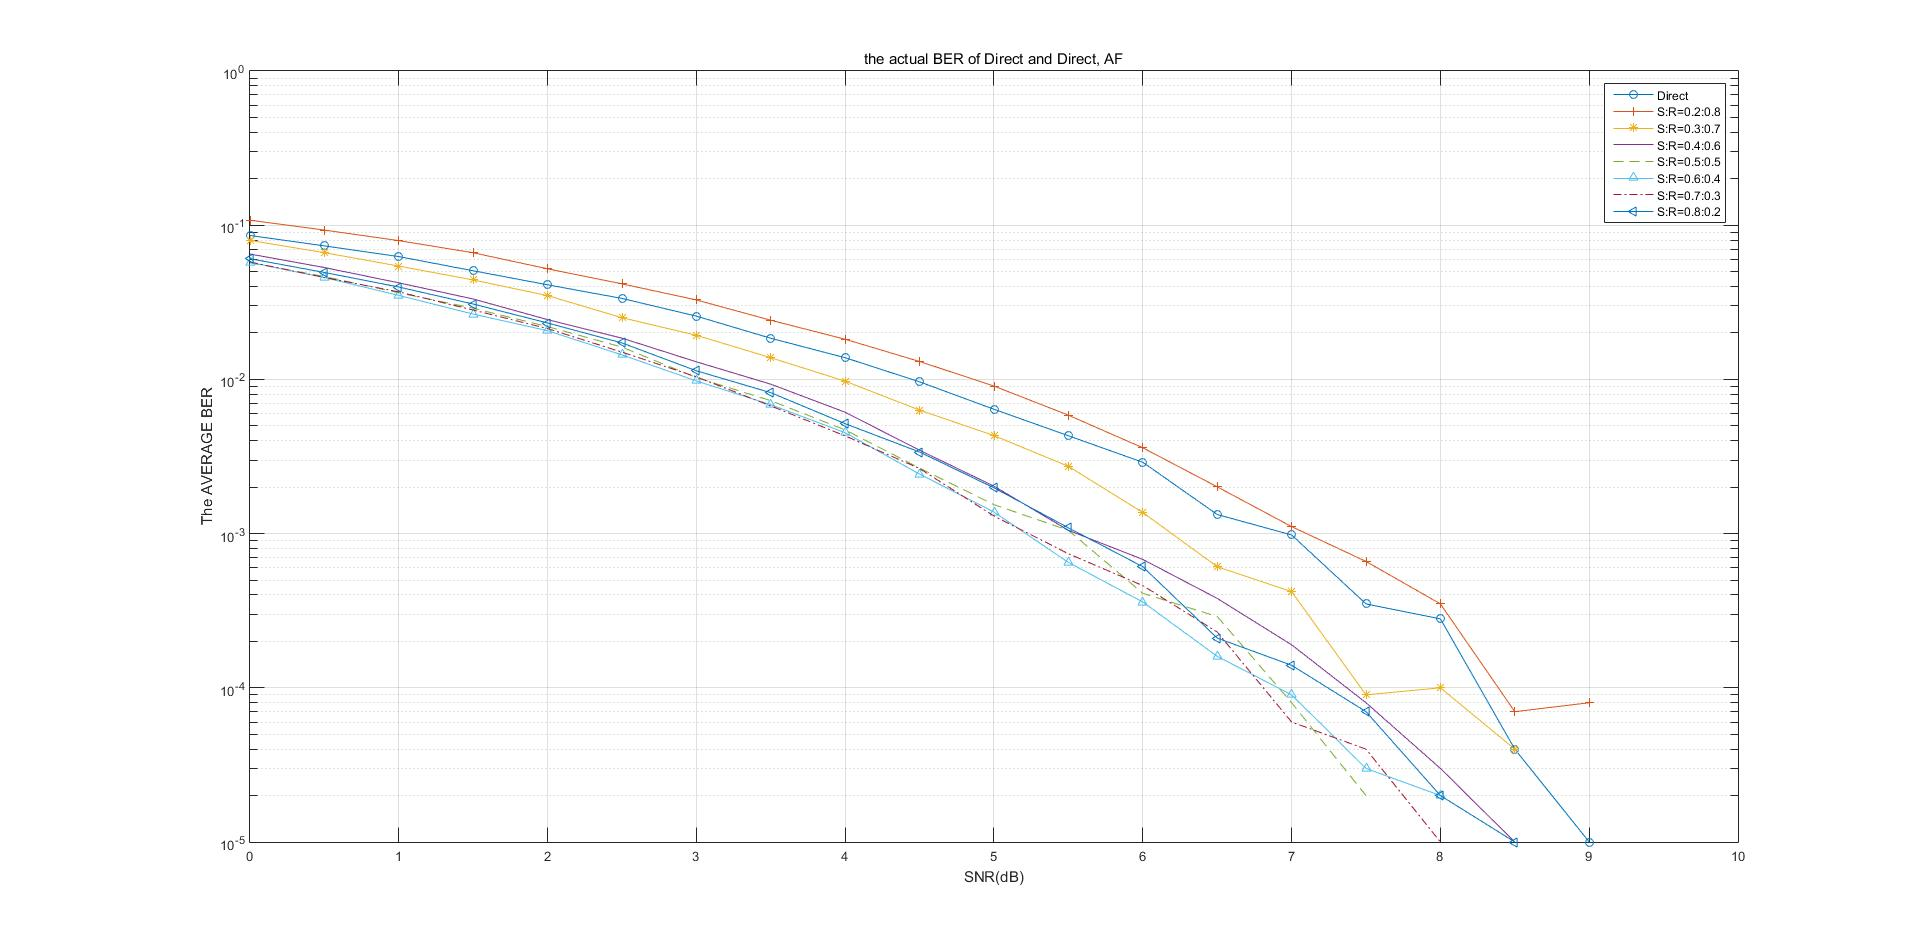 the actual BER of Direct and Direct, AF
10^0
10^-1
10^-2
10^-3
10^-4
10^-5
The AVERAGE BER
0 1 2 3 4 5 6 7 8 9 10
SNR(dB)
Direct
S:R=0.2:0.8
S:R=0.3:0.7
S:R=0.4:0.6
S:R=0.5:0.5
S:R=0.6:0.4
S:R=0.7:0.3
S:R=0.8:0.2